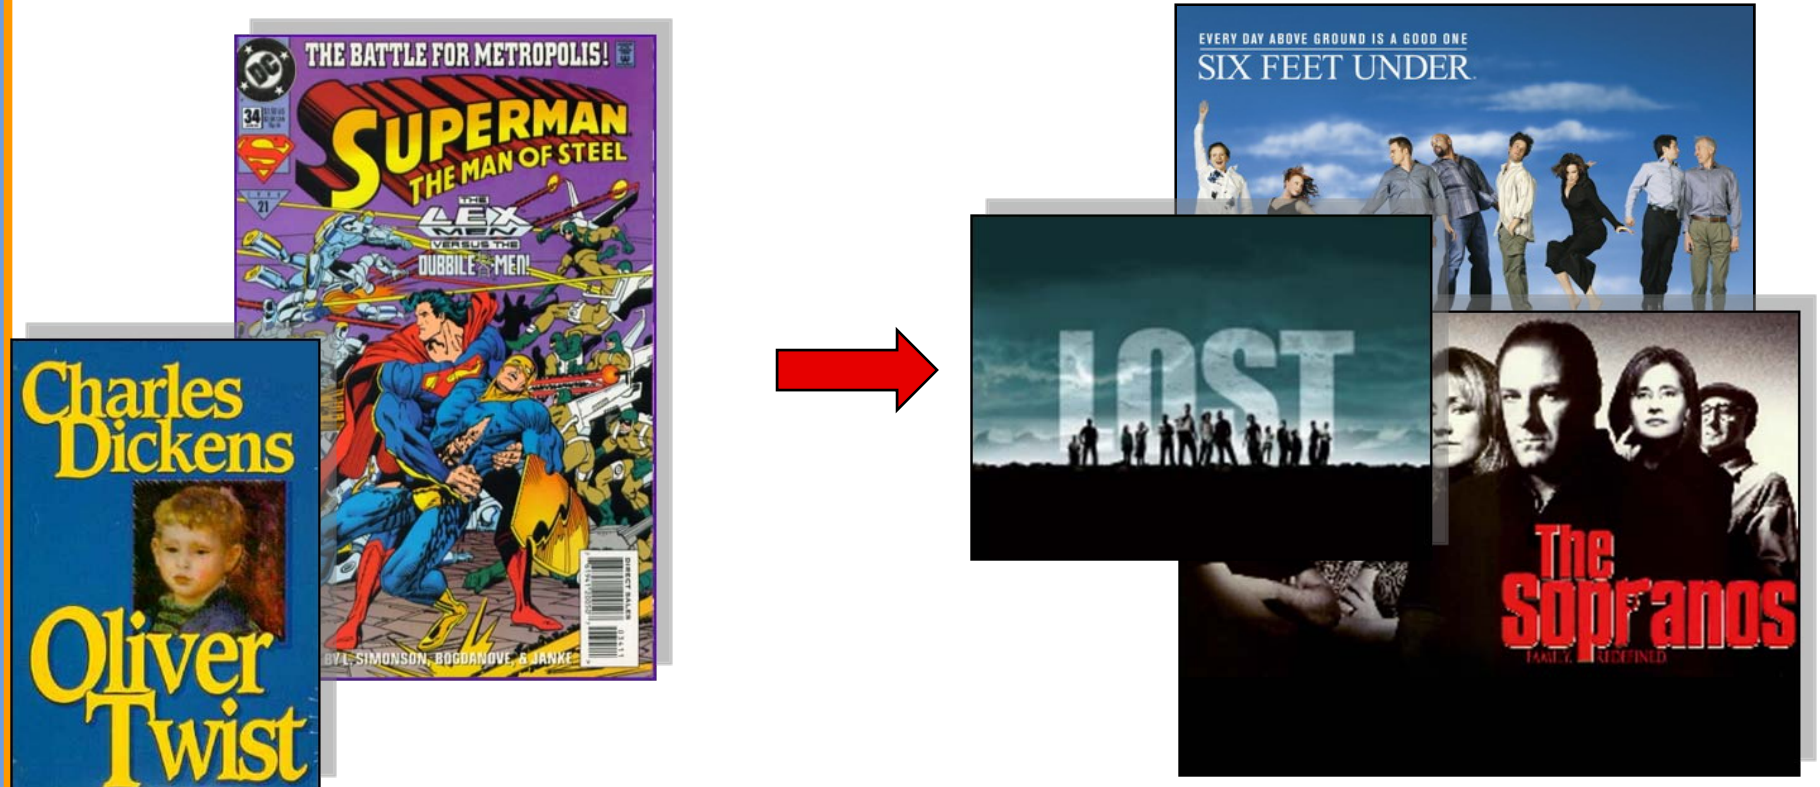 THE BATTLE FOR METROPOLIS!
DC
34
SUPERMAN
THE MAN OF STEEL
S
1995
21
THE
LEX
MEN
VERSUS THE
DUBBILEX MEN!
DIRECT SALES
BY L. SIMONSON, BOGDANOVE, & JANKE
Charles
Dickens
Oliver
Twist
EVERY DAY ABOVE GROUND IS A GOOD ONE
SIX FEET UNDER
LOST
The
Sopranos
FAMILY. REDEFINED